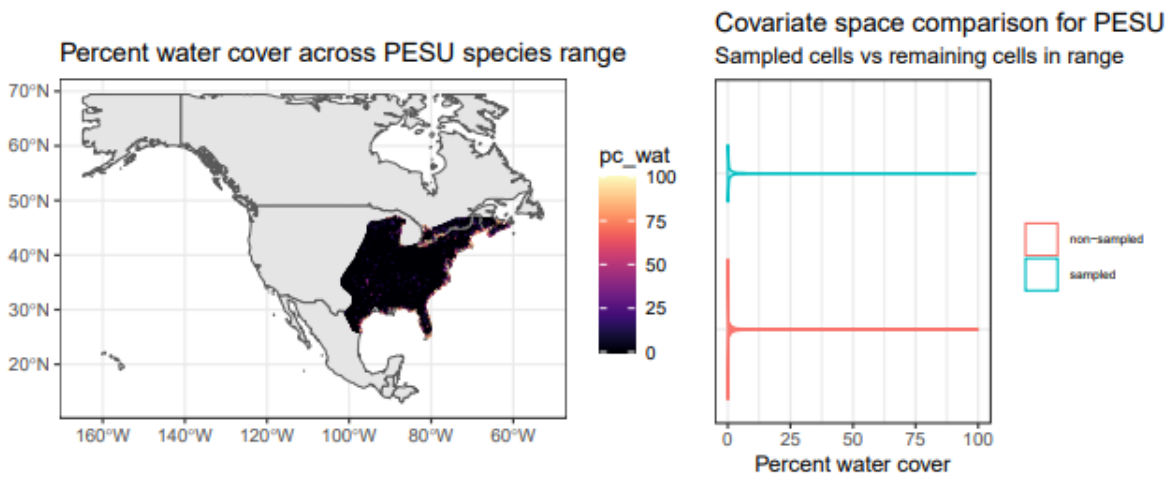 Percent water cover across PESU species range
70°N
60°N
50°N
40°N
30°N
20°N
160°W
140°W
120°W
100°W
80°W
60°W
pc_wat
100
75
50
25
0
Covariate space comparison for PESU
Sampled cells vs remaining cells in range
0
25
50
75
100
Percent water cover
non-sampled
sampled